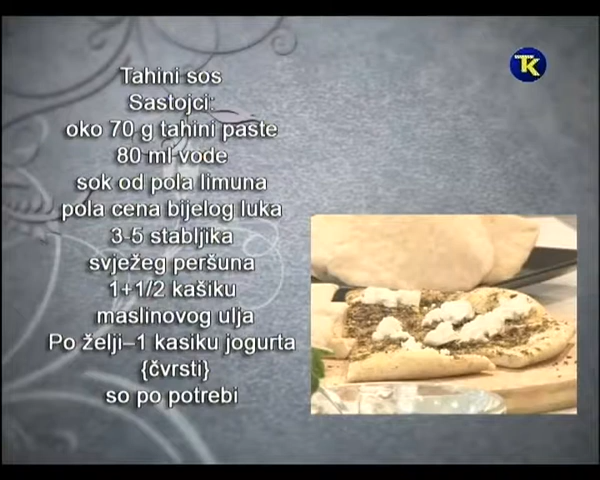 Tahini sos
Sastojci:
oko 70 g tahini paste
80 ml vode
sok od pola limuna
pola cena bijelog luka
3-5 stabljika
svježeg peršuna
1+1/2 kašiku
maslinovog ulja
Po želji–1 kasiku jogurta
{čvrsti}
so po potrebi
TK